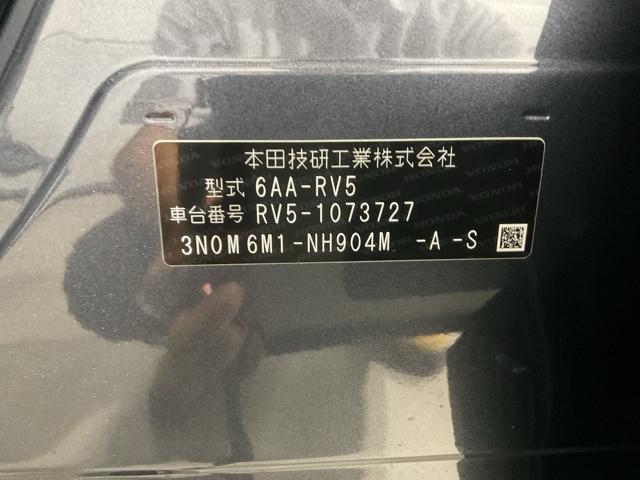 本田技研工業株式会社
型式 6AA-RV5
車台番号 RV5-1073727
3N0M6M1-NH904M -A-S